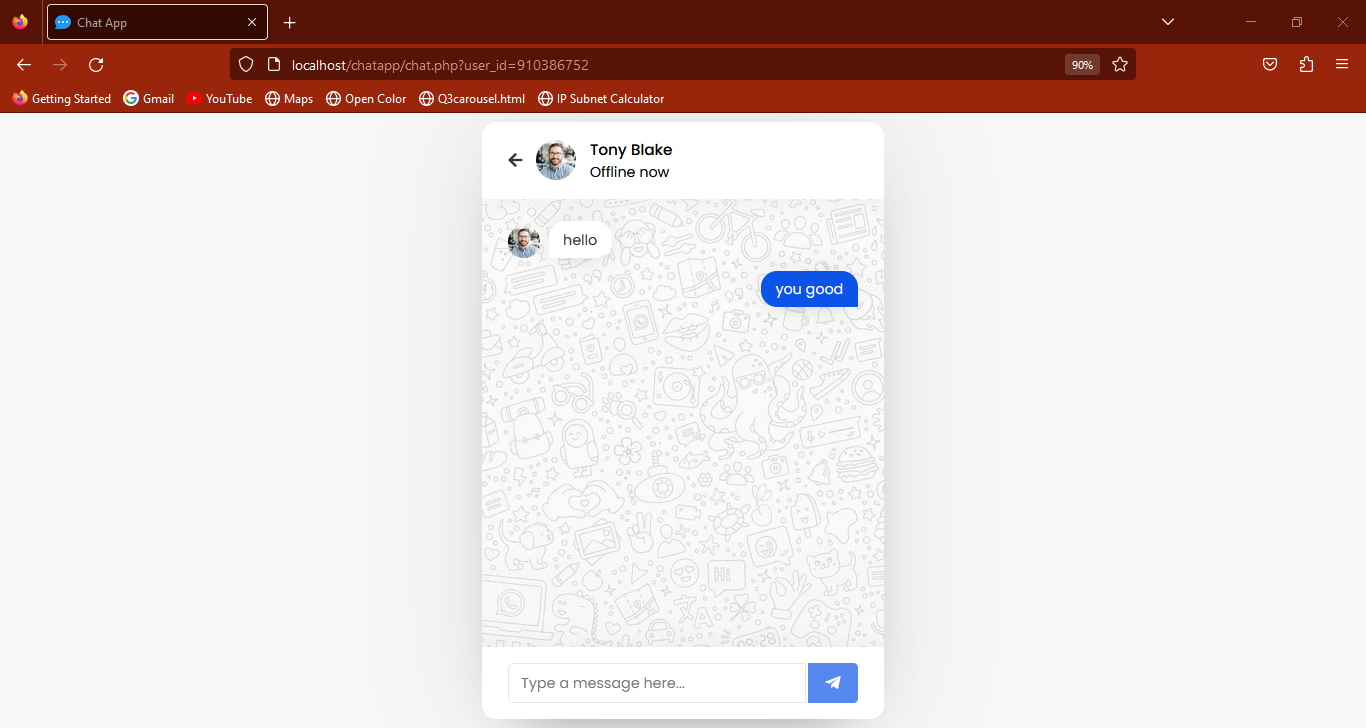 Chat App
localhost/chatapp/chat.php?user_id=910386752
90%
Getting Started
Gmail
YouTube
Maps
Open Color
Q3carousel.html
IP Subnet Calculator
Tony Blake
Offline now
hello
you good
Hi
Type a message here...